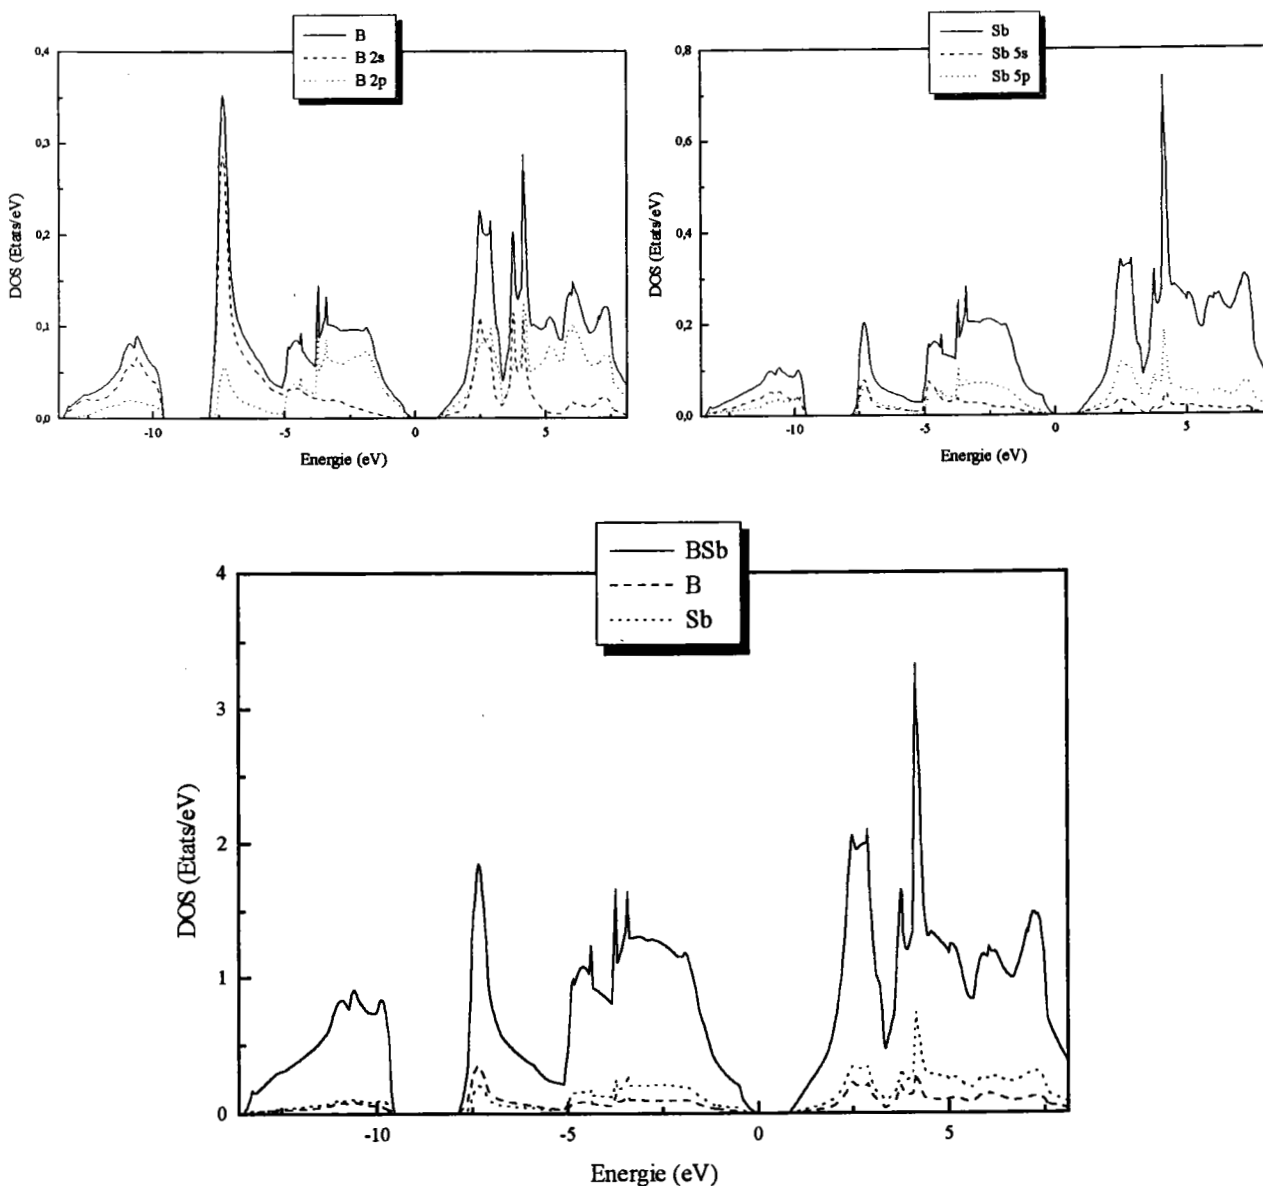 B
B 2s
B 2p
0,4
0,3
0,2
0,1
0,0
DOS (Etats/eV)
-10
-5
0
5
Energie (eV)
Sb
Sb 5s
Sb 5p
0,8
0,6
0,4
0,2
0,0
DOS (Etats/eV)
-10
-5
0
5
Energie (eV)
BSb
B
Sb
4
3
2
1
0
DOS (Etats/eV)
-10
-5
0
5
Energie (eV)